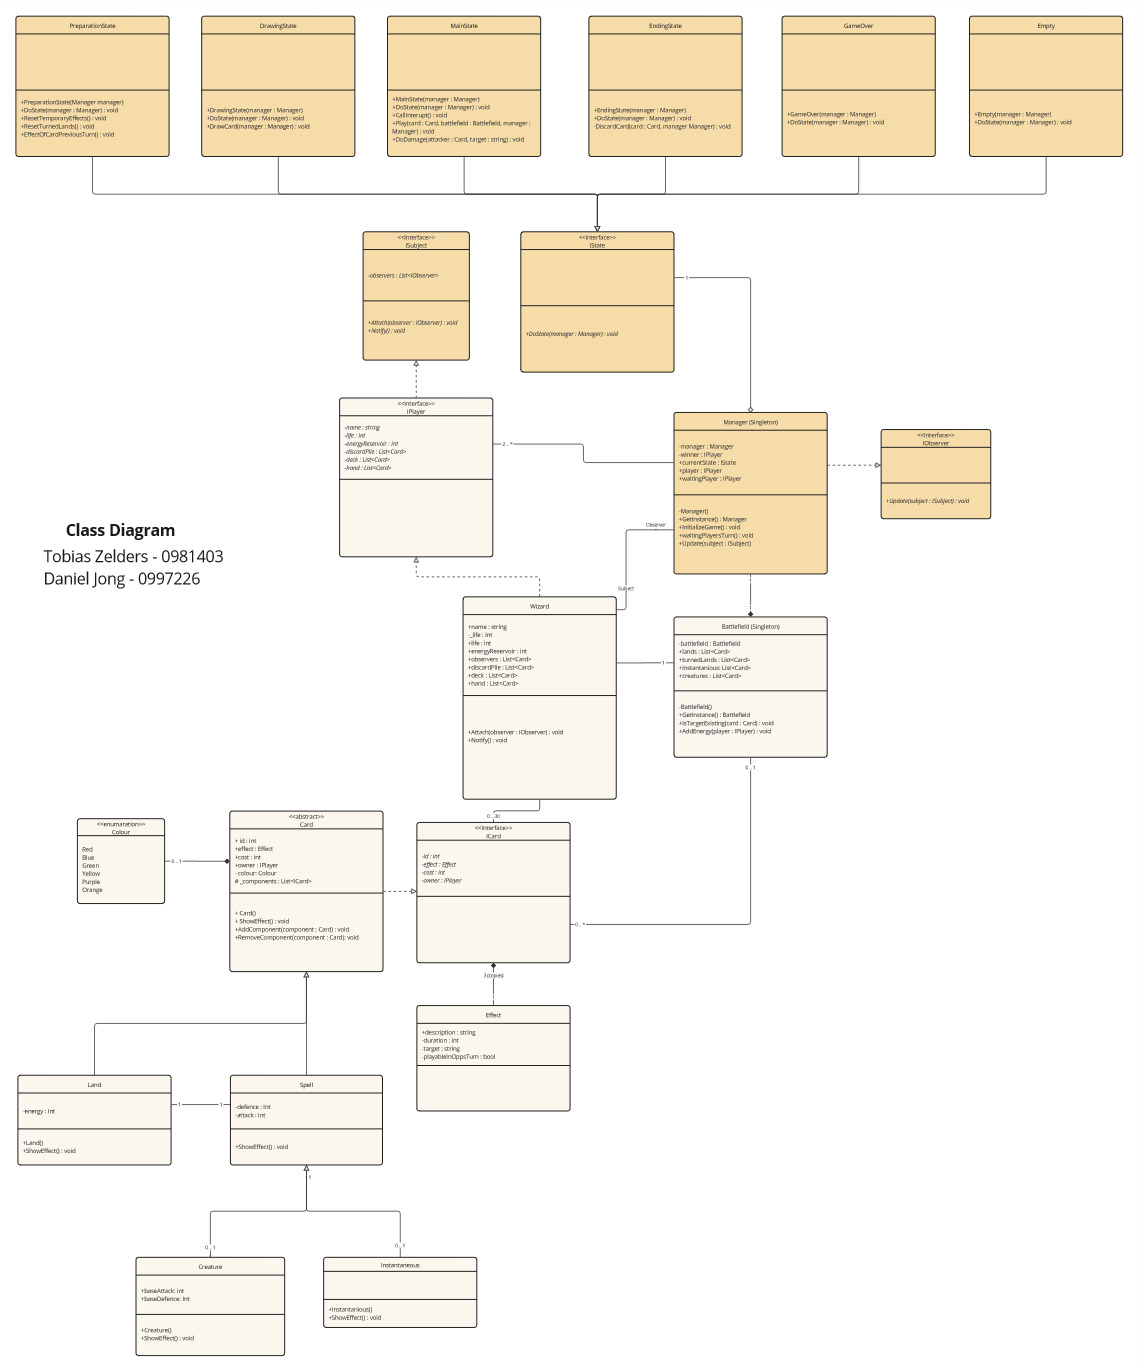 PreparationState
+PreparationState(Manager manager)
+DoState(manager : Manager) : void
+ResetTemporaryEffects() : void
+ResetTurnedLands() : void
+EffectOfCardPreviousTurn() : void
DrawingState
+DrawingState(manager : Manager)
+DoState(manager : Manager) : void
+DrawCard(manager : Manager) : void
MainState
+MainState(manager : Manager)
+DoState(manager : Manager) : void
+CallInterupt() : void
+Play(card : Card, battlefield : Battlefield, manager :
Manager) : void
+DoDamage(attacker : Card, target : string) : void
EndingState
+EndingState(manager : Manager)
+DoState(manager : Manager) : void
-DiscardCard(card : Card, manager Manager) : void
GameOver
+GameOver(manager : Manager)
+DoState(manager : Manager) : void
Empty
+Empty(manager : Manager)
+DoState(manager : Manager) : void
<<Interface>>
ISubject
-observers : List<IObserver>
+Attach(observer : IObserver) : void
+Notify() : void
<<Interface>>
IState
+DoState(manager : Manager) : void
<<Interface>>
IPlayer
-name : string
-life : int
-energyReservoir : int
-discardPile : List<Card>
-deck : List<Card>
-hand : List<Card>
2 .. *
Manager (Singleton)
-manager : Manager
-winner : IPlayer
+currentState : IState
+player : IPlayer
+waitingPlayer : IPlayer
-Manager()
+GetInstance() : Manager
+InitializeGame() : void
+waitingPlayersTurn() : void
+Update(subject : ISubject)
<<Interface>>
IObserver
+Update(subject : ISubject) : void
Class Diagram
Tobias Zelders - 0981403
Daniel Jong - 0997226
Observer
Subject
Wizard
+name : string
-_life : int
+life : int
+energyReservoir : int
+observers : List<Card>
+discardPile : List<Card>
+deck : List<Card>
+hand : List<Card>
+Attach(observer : IObserver) : void
+Notify() : void
1
Battlefield (Singleton)
-battlefield : Battlefield
+lands : List<Card>
+turnedLands : List<Card>
+instantanious: List<Card>
+creatures : List<Card>
-Battlefield()
+GetInstance() : Battlefield
+IsTargetExisting(card : Card) : void
+AddEnergy(player : IPlayer) : void
0 .. 1
<<enumaration>>
Colour
Red
Blue
Green
Yellow
Purple
Orange
0 .. 1
<<abstract>>
Card
+ id : int
+effect : Effect
+cost : int
+owner : IPlayer
- colour: Colour
# _components : List<ICard>
+ Card()
+ ShowEffect() : void
+AddComponent(component : Card) : void
+RemoveComponent(component : Card): void
0 .. 30
<<Interface>>
ICard
-id : int
-effect : Effect
-cost : int
-owner : IPlayer
0 .. *
3 (copies)
Effect
+description : string
-duration : int
-target : string
-playableInOppsTurn : bool
Land
-energy : Int
+Land()
+ShowEffect() : void
1
1
Spell
-defence : Int
-attack : Int
+ShowEffect() : void
1
0 .. 1
0 .. 1
Creature
+baseAttack: int
+baseDefence: Int
+Creature()
+ShowEffect() : void
Instantaneous
+Instantanious()
+ShowEffect() : void